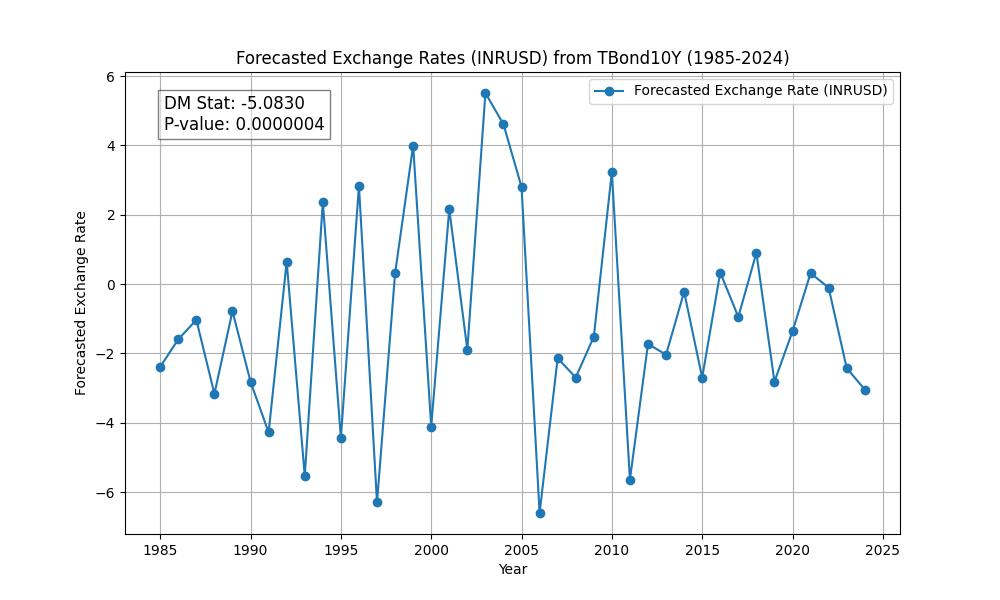 Forecasted Exchange Rates (INRUSD) from TBond10Y (1985-2024)
DM Stat: -5.0830
P-value: 0.0000004
Forecasted Exchange Rate (INRUSD)
Forecasted Exchange Rate
6
4
2
0
−2
−4
−6
1985 1990 1995 2000 2005 2010 2015 2020 2025
Year